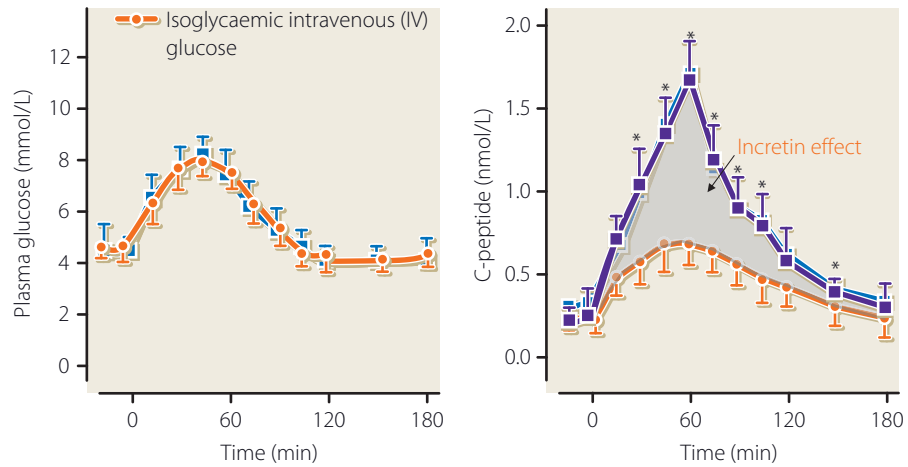 Isoglycaemic intravenous (IV)
glucose
Plasma glucose (mmol/L)
12
10
8
6
4
2
0
0 60 120 180
Time (min)
C-peptide (nmol/L)
2.0
1.5
1.0
0.5
0.0
* * * * * * *
Incretin effect
0 60 120 180
Time (min)